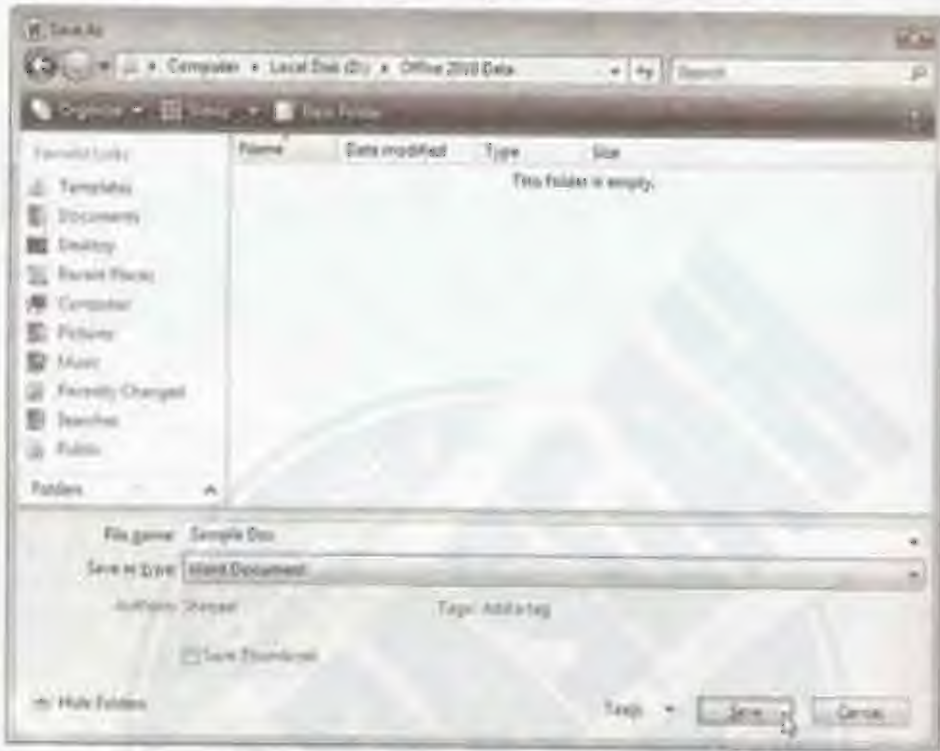 Save As
Computer ▸ Local Disk (D:) ▸ Office 2010 Data
Search
Organize
New Folder
Favorite Links
Name Date modified Type Size
This folder is empty.
Templates
Documents
Desktop
Recent Places
Computer
Pictures
Music
Recently Changed
Searches
Public
Folders
File name: Sample Doc
Save as type: Word Document
Authors:
Tags: Add a tag
Save Thumbnail
Hide Folders
Tools
Save
Cancel